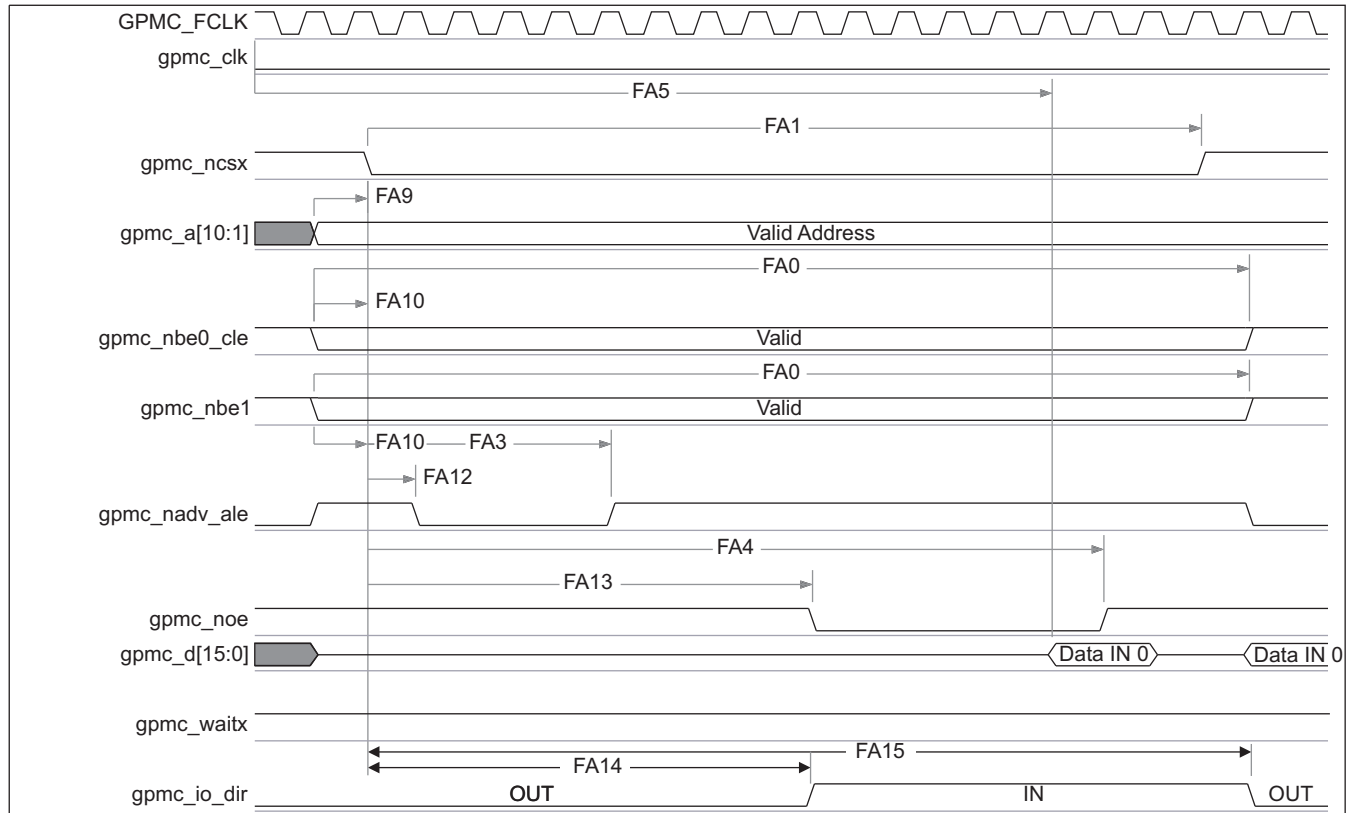 GPMC_FCLK
gpmc_clk
FA5
FA1
gpmc_ncsx
FA9
gpmc_a[10:1] Valid Address
FA0
FA10
gpmc_nbe0_cle Valid
FA0
gpmc_nbe1 Valid
FA10 FA3
FA12
gpmc_nadv_ale
FA4
FA13
gpmc_noe
gpmc_d[15:0] Data IN 0 Data IN 0
gpmc_waitx
FA15
FA14
gpmc_io_dir OUT IN OUT